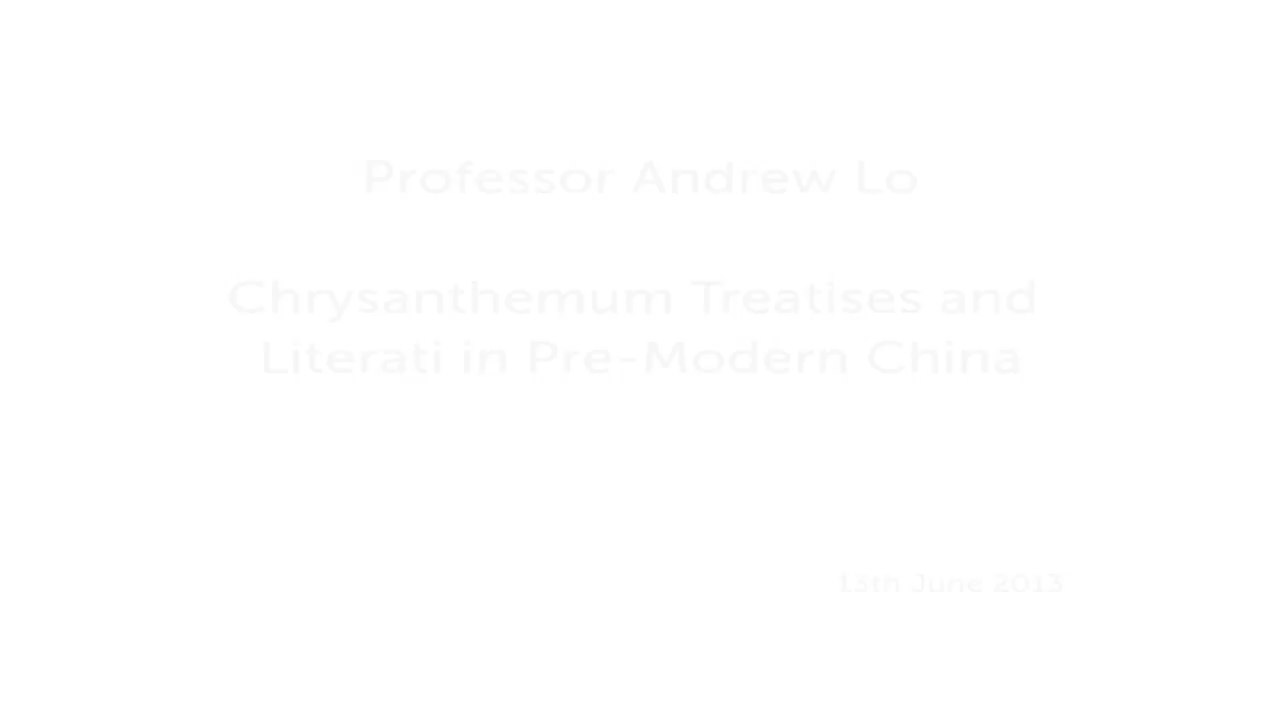 Professor Andrew Lo
Chrysanthemum Treatises and
Literati in Pre-Modern China
13th June 2013